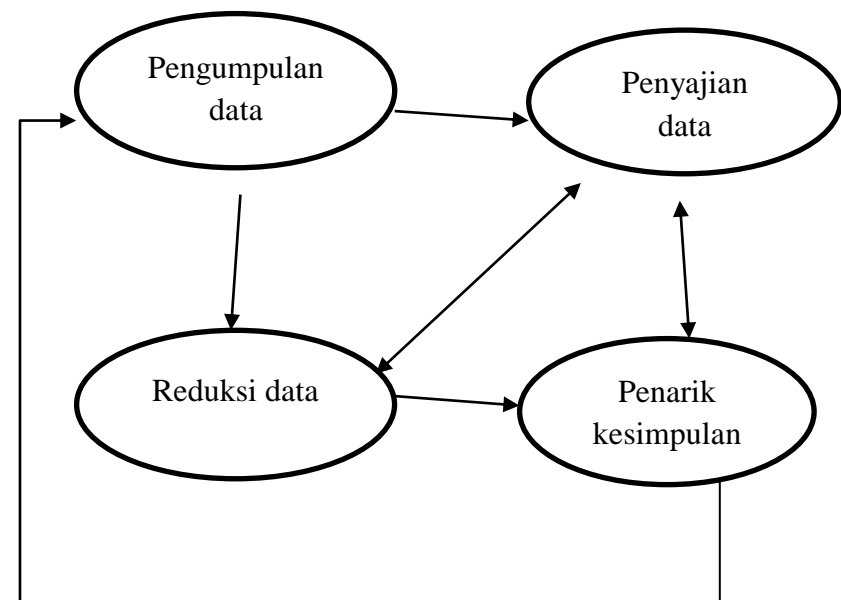 Pengumpulan
data
Penyajian
data
Reduksi data
Penarik
kesimpulan